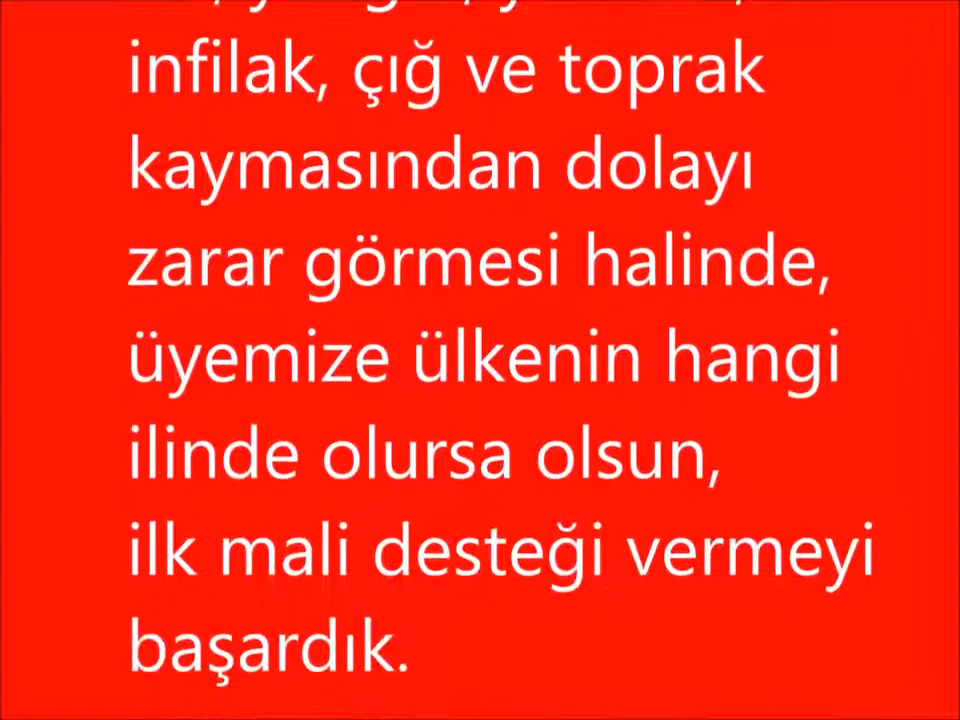 infilak, çığ ve toprak
kaymasından dolayı
zarar görmesi halinde,
üyemize ülkenin hangi
ilinde olursa olsun,
ilk mali desteği vermeyi
başardık.